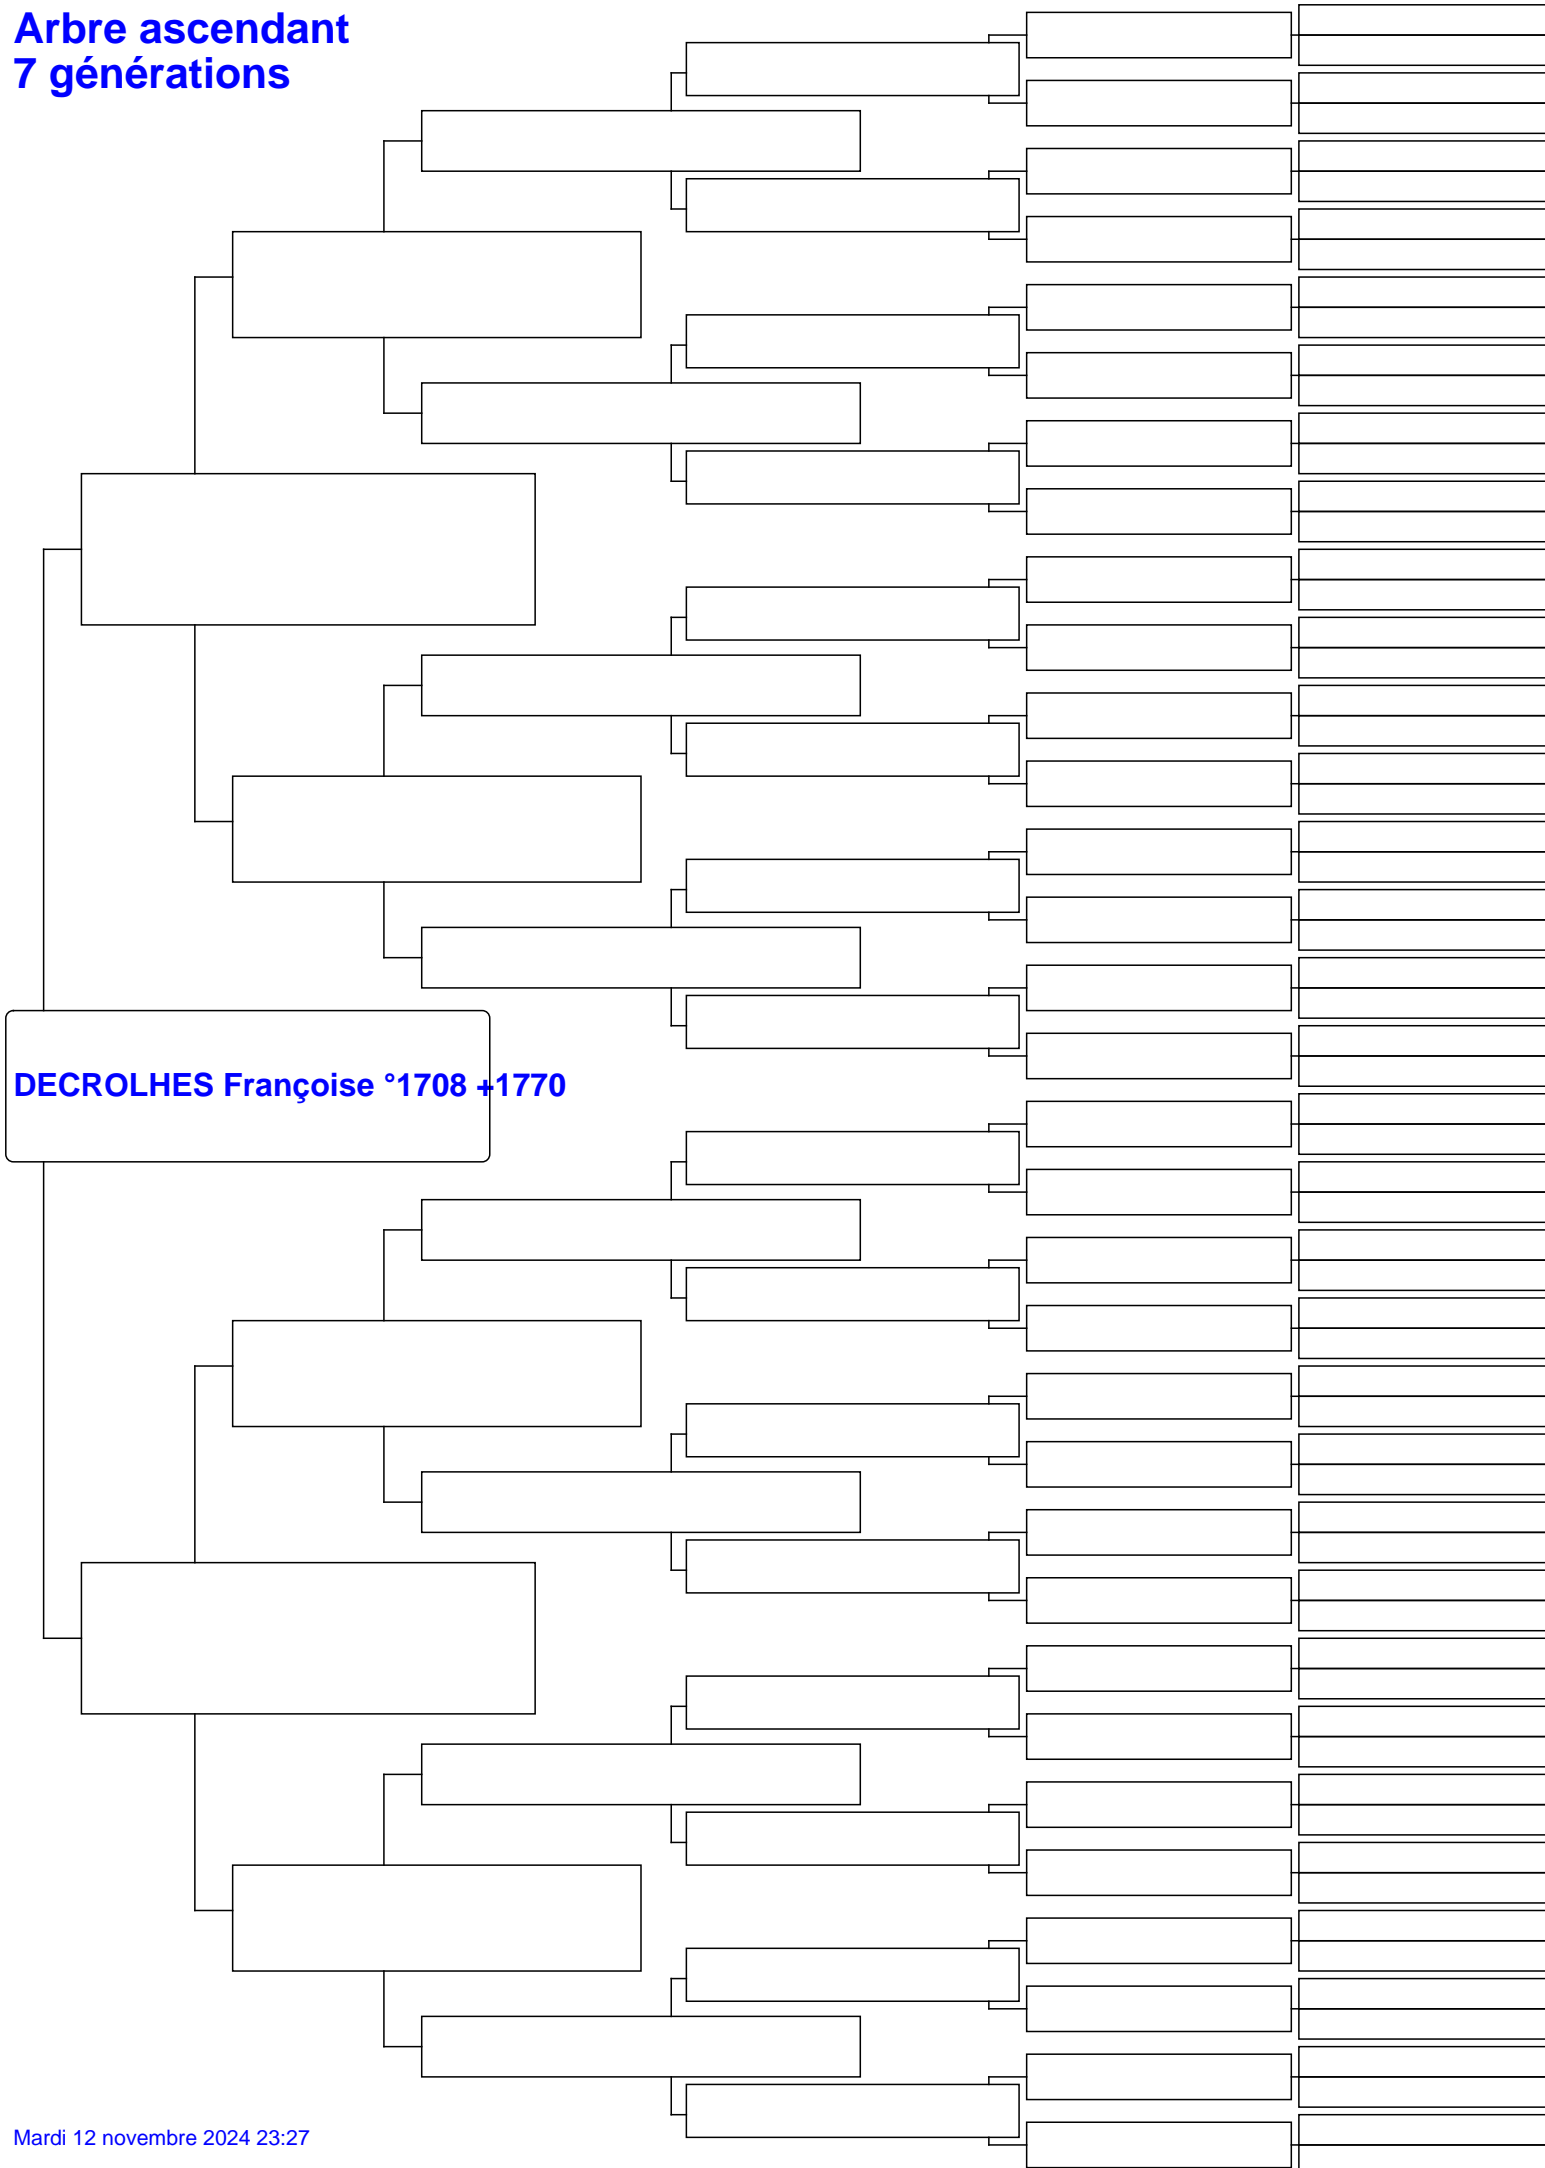 Arbre ascendant
7 générations
DECROLHES Françoise °1708 +1770
Mardi 12 novembre 2024 23:27